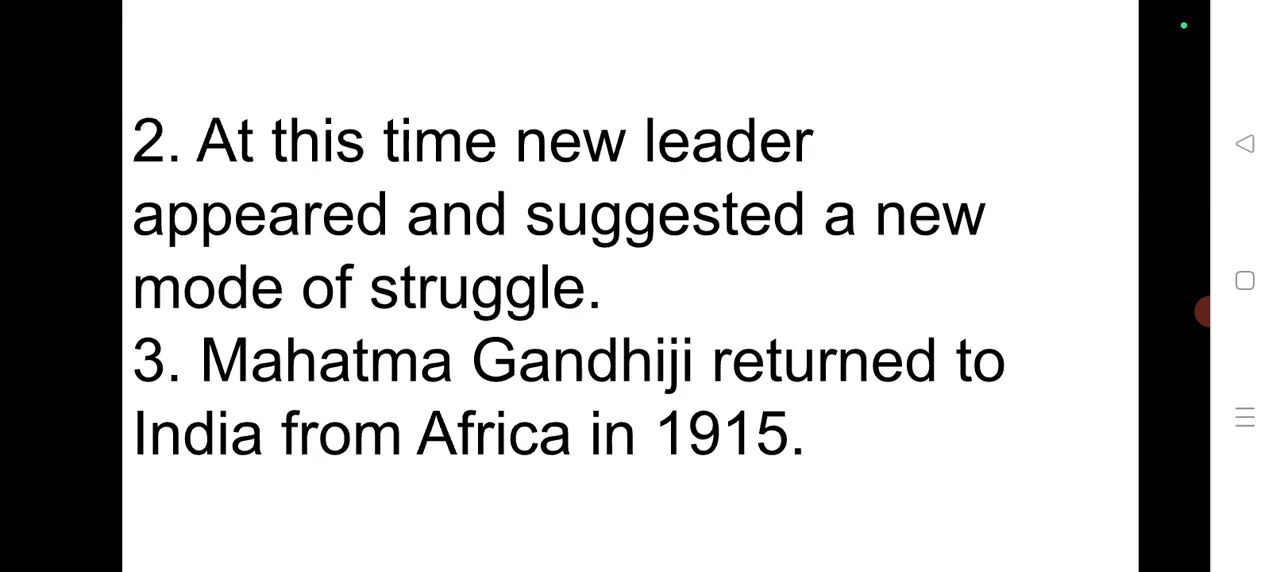 2. At this time new leader
appeared and suggested a new
mode of struggle.
3. Mahatma Gandhiji returned to
India from Africa in 1915.